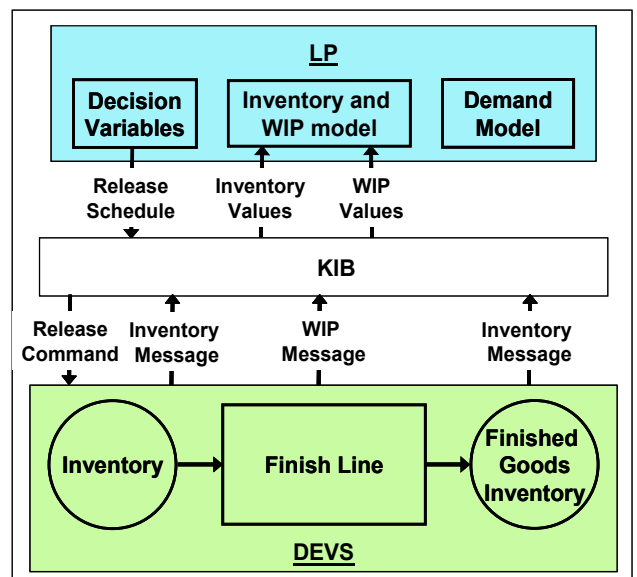 LP
Decision
Variables
Inventory and
WIP model
Demand
Model
Release
Schedule
Inventory
Values
WIP
Values
KIB
Release
Command
Inventory
Message
WIP
Message
Inventory
Message
Inventory
Finish Line
Finished
Goods
Inventory
DEVS